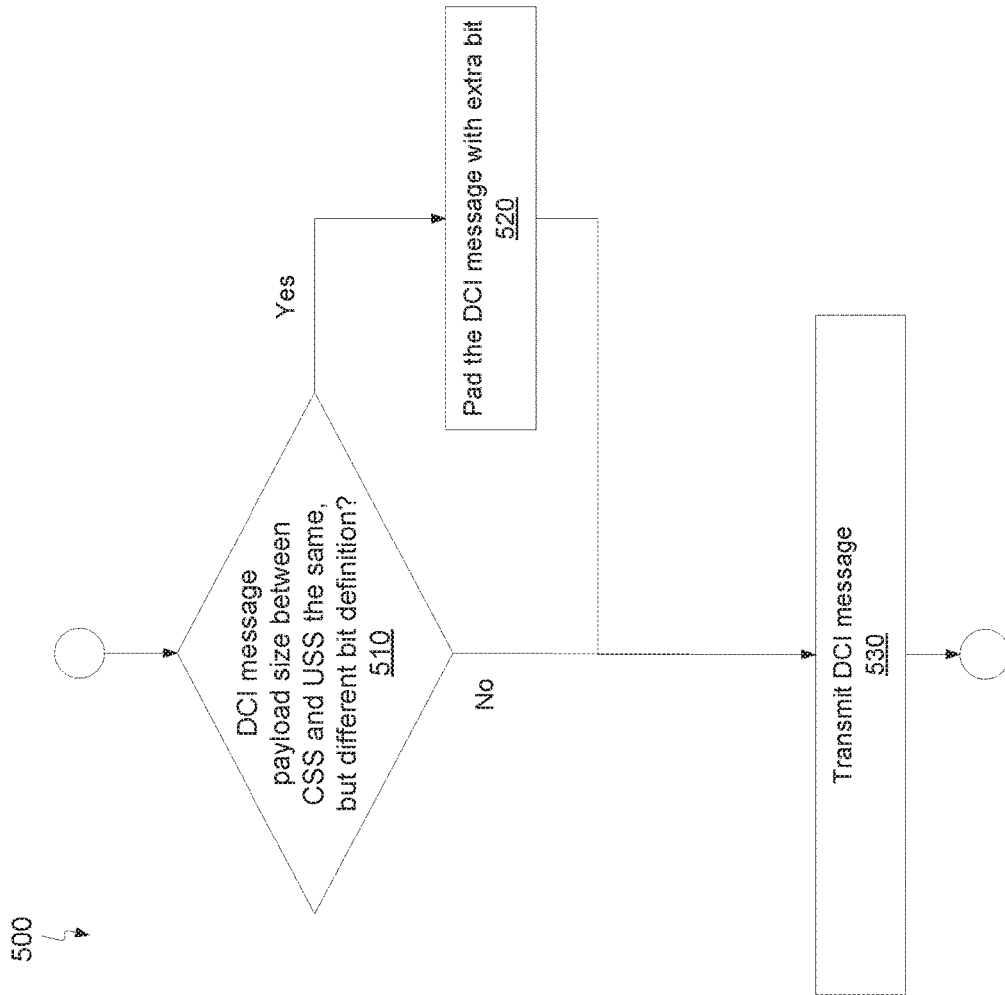 500
DCI message
payload size between
CSS and USS the same,
but different bit definition?
510
Yes
No
Pad the DCI message with extra bit
520
Transmit DCI message
530